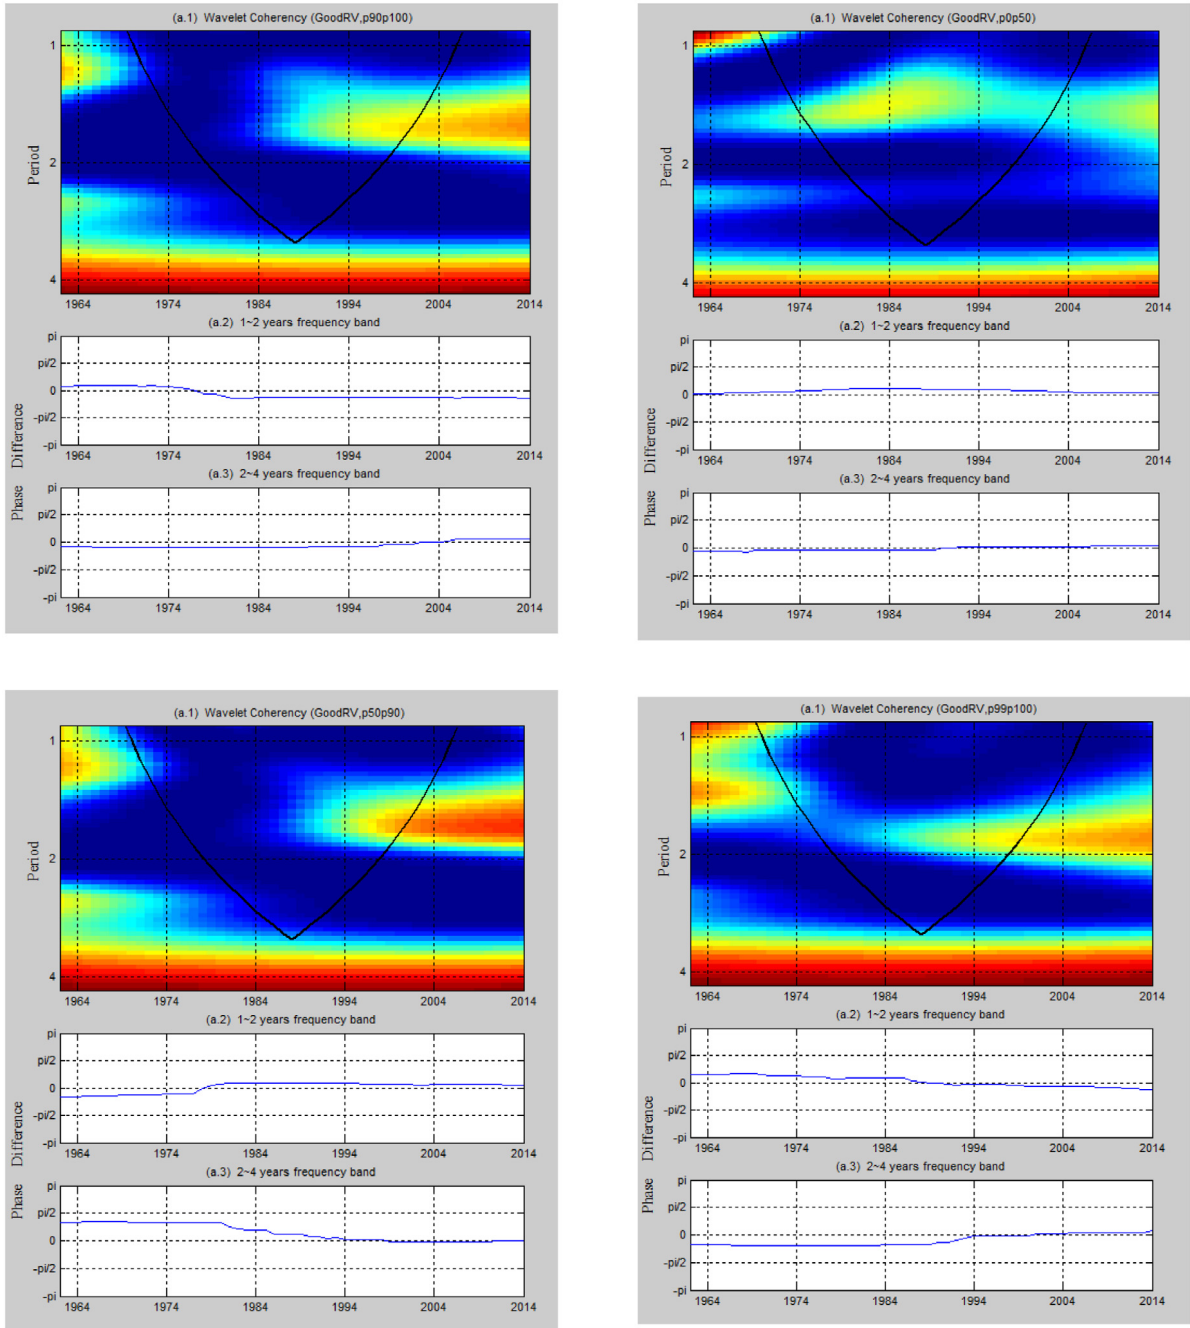 (a.1) Wavelet Coherency (GoodRV,p90p100)
1
2
4
Period
1964 1974 1984 1994 2004 2014
(a.2) 1~2 years frequency band
pi
pi/2
0
-pi/2
-pi
1964 1974 1984 1994 2004 2014
(a.3) 2~4 years frequency band
pi
pi/2
0
-pi/2
-pi
1964 1974 1984 1994 2004 2014
Phase Difference
(a.1) Wavelet Coherency (GoodRV,p0p50)
1
2
4
Period
1964 1974 1984 1994 2004 2014
(a.2) 1~2 years frequency band
pi
pi/2
0
-pi/2
-pi
1964 1974 1984 1994 2004 2014
(a.3) 2~4 years frequency band
pi
pi/2
0
-pi/2
-pi
1964 1974 1984 1994 2004 2014
Phase Difference
(a.1) Wavelet Coherency (GoodRV,p50p90)
1
2
4
Period
1964 1974 1984 1994 2004 2014
(a.2) 1~2 years frequency band
pi
pi/2
0
-pi/2
-pi
1964 1974 1984 1994 2004 2014
(a.3) 2~4 years frequency band
pi
pi/2
0
-pi/2
-pi
1964 1974 1984 1994 2004 2014
Phase Difference
(a.1) Wavelet Coherency (GoodRV,p99p100)
1
2
4
Period
1964 1974 1984 1994 2004 2014
(a.2) 1~2 years frequency band
pi
pi/2
0
-pi/2
-pi
1964 1974 1984 1994 2004 2014
(a.3) 2~4 years frequency band
pi
pi/2
0
-pi/2
-pi
1964 1974 1984 1994 2004 2014
Phase Difference